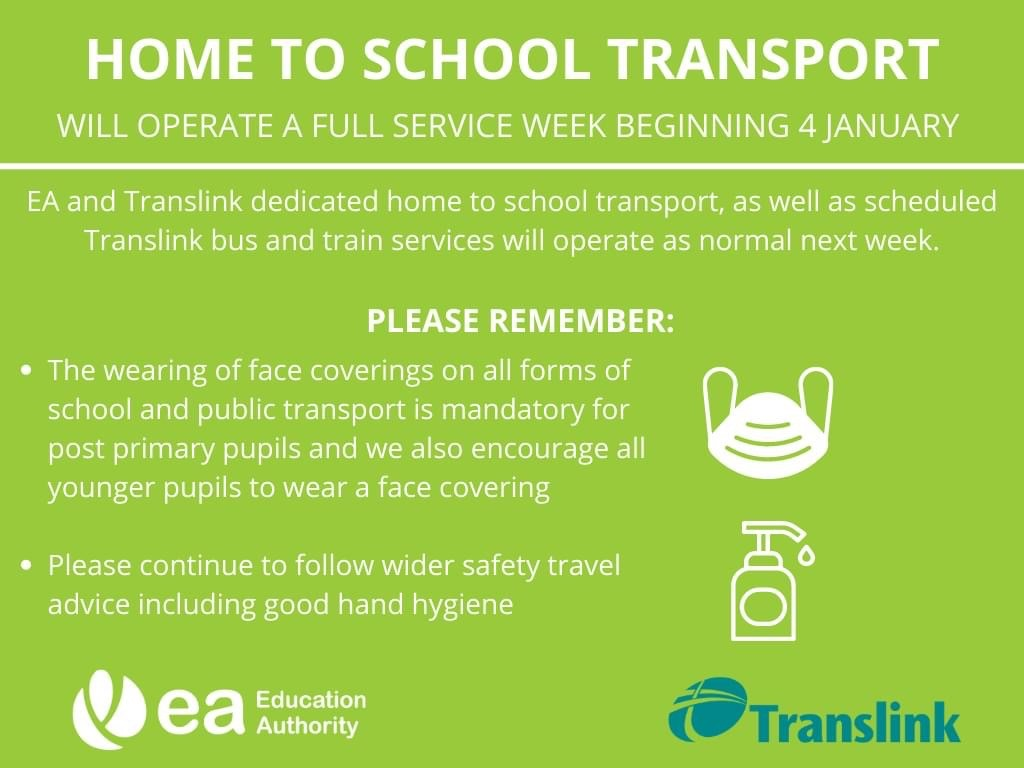 HOME TO SCHOOL TRANSPORT
WILL OPERATE A FULL SERVICE WEEK BEGINNING 4 JANUARY
EA and Translink dedicated home to school transport, as well as scheduled
Translink bus and train services will operate as normal next week.
PLEASE REMEMBER:
• The wearing of face coverings on all forms of
school and public transport is mandatory for
post primary pupils and we also encourage all
younger pupils to wear a face covering
• Please continue to follow wider safety travel
advice including good hand hygiene
ea Education
Authority
Translink